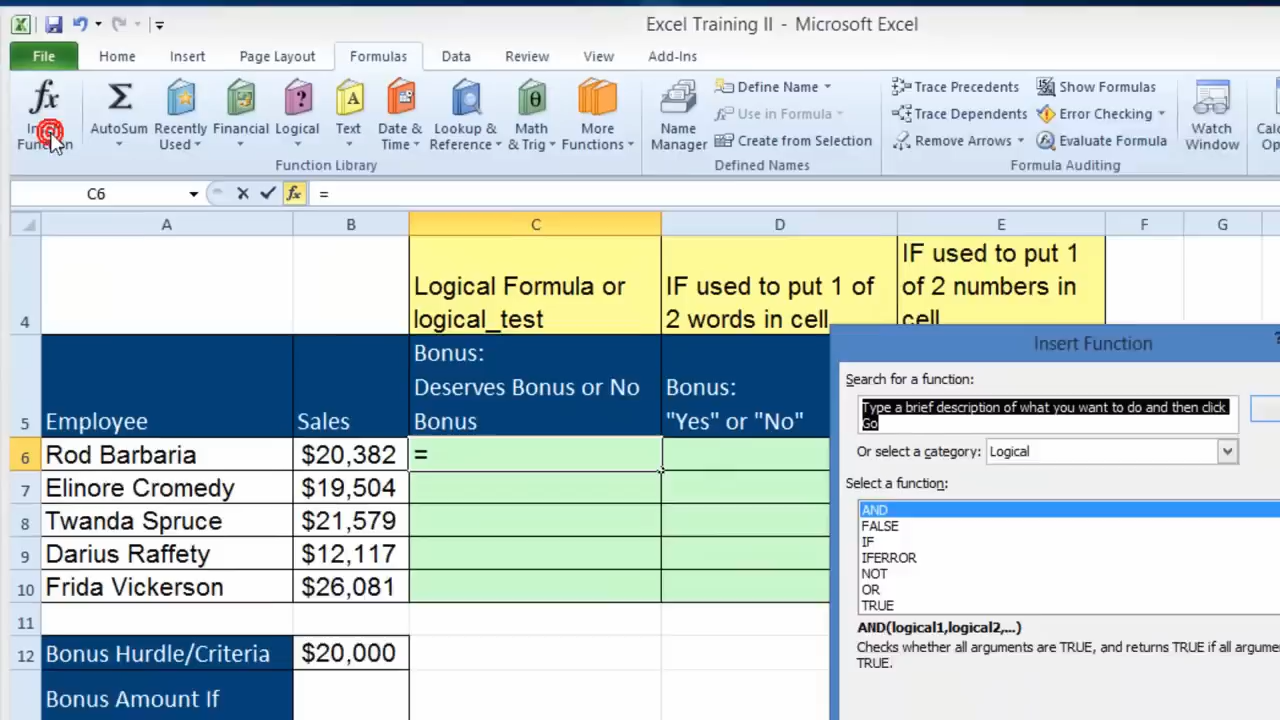 Excel Training II - Microsoft Excel
File Home Insert Page Layout Formulas Data Review View Add-Ins
fx Function
AutoSum
Recently Used
Financial
Logical
Text
Date & Time
Lookup & Reference
Math & Trig
More Functions
Function Library
Name Manager
Define Name
Use in Formula
Create from Selection
Defined Names
Trace Precedents
Trace Dependents
Remove Arrows
Show Formulas
Error Checking
Evaluate Formula
Formula Auditing
Watch Window
C6 fx =
A B C D E F G
4
Logical Formula or
logical_test
IF used to put 1 of
2 words in cell
IF used to put 1
of 2 numbers in
cell
5 Employee Sales
Bonus:
Deserves Bonus or No
Bonus
Bonus:
"Yes" or "No"
6 Rod Barbaria $20,382 =
7 Elinore Cromedy $19,504
8 Twanda Spruce $21,579
9 Darius Raffety $12,117
10 Frida Vickerson $26,081
11
12 Bonus Hurdle/Criteria $20,000
Bonus Amount If
Insert Function
?
Search for a function:
Type a brief description of what you want to do and then click
Go
Or select a category: Logical
Select a function:
AND
FALSE
IF
IFERROR
NOT
OR
TRUE
AND(logical1,logical2,...)
Checks whether all arguments are TRUE, and returns TRUE if all
TRUE.